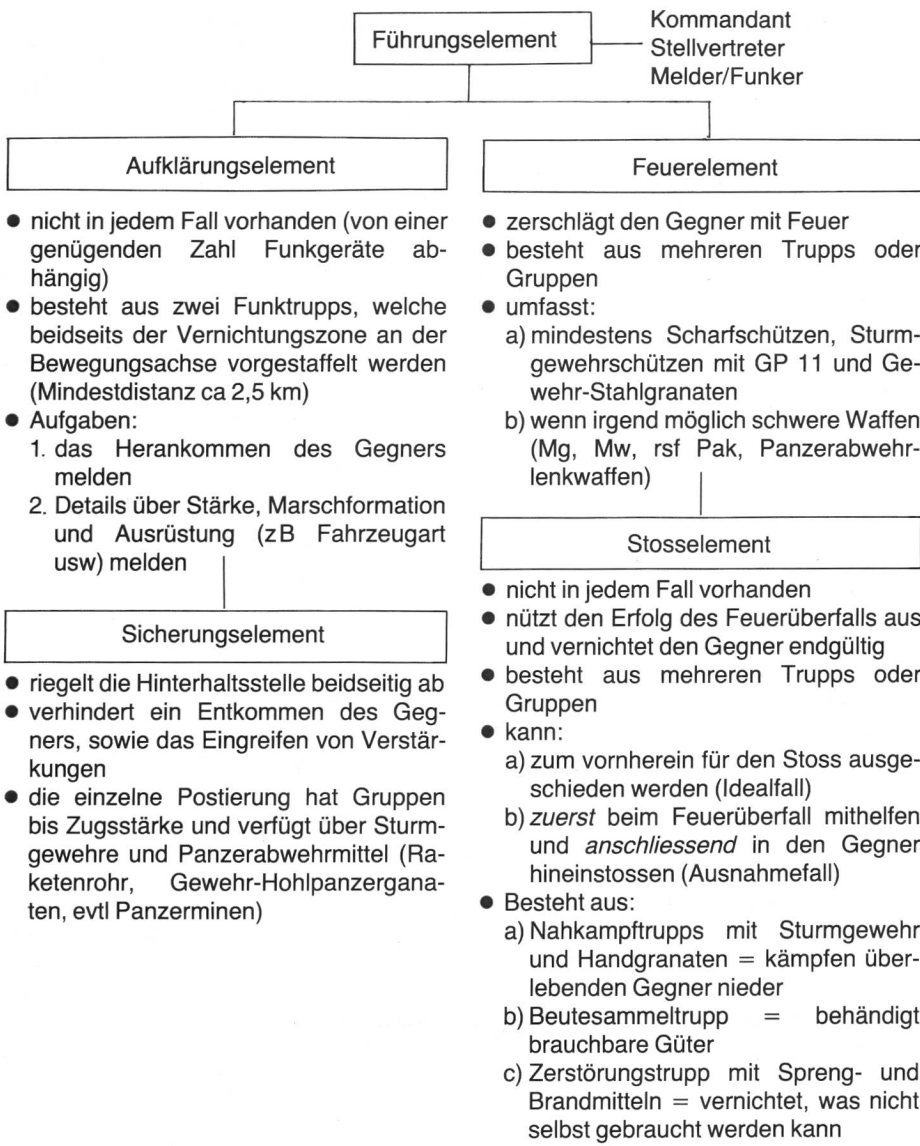 Führungselement
Kommandant
Stellvertreter
Melder/Funker
Aufklärungselement
● nicht in jedem Fall vorhanden (von einer
genügenden Zahl Funkgeräte ab-
hängig)
● besteht aus zwei Funktrupps, welche
beidseits der Vernichtungszone an der
Bewegungsachse vorgestaffelt werden
(Mindestdistanz ca 2,5 km)
● Aufgaben:
1. das Herankommen des Gegners
melden
2. Details über Stärke, Marschformation
und Ausrüstung (zB Fahrzeugart
usw) melden
Sicherungselement
● riegelt die Hinterhaltsstelle beidseitig ab
● verhindert ein Entkommen des Geg-
ners, sowie das Eingreifen von Verstär-
kungen
● die einzelne Postierung hat Gruppen
bis Zugsstärke und verfügt über Sturm-
gewehre und Panzerabwehrmittel (Ra-
ketenrohr, Gewehr-Hohlpanzergana-
ten, evtl Panzerminen)
Feuerelement
● zerschlägt den Gegner mit Feuer
● besteht aus mehreren Trupps oder
Gruppen
● umfasst:
a) mindestens Scharfschützen, Sturm-
gewehrschützen mit GP 11 und Ge-
wehr-Stahlgranaten
b) wenn irgend möglich schwere Waffen
(Mg, Mw, rsf Pak, Panzerabwehr-
lenkwaffen)
Stosselement
● nicht in jedem Fall vorhanden
● nützt den Erfolg des Feuerüberfalls aus
und vernichtet den Gegner endgültig
● besteht aus mehreren Trupps oder
Gruppen
● kann:
a) zum vornherein für den Stoss ausge-
schieden werden (Idealfall)
b) zuerst beim Feuerüberfall mithelfen
und anschliessend in den Gegner
hineinstossen (Ausnahmefall)
● Besteht aus:
a) Nahkampftrupps mit Sturmgewehr
und Handgranaten = kämpfen über-
lebenden Gegner nieder
b) Beutesammeltrupp = behändigt
brauchbare Güter
c) Zerstörungstrupp mit Spreng- und
Brandmitteln = vernichtet, was nicht
selbst gebraucht werden kann